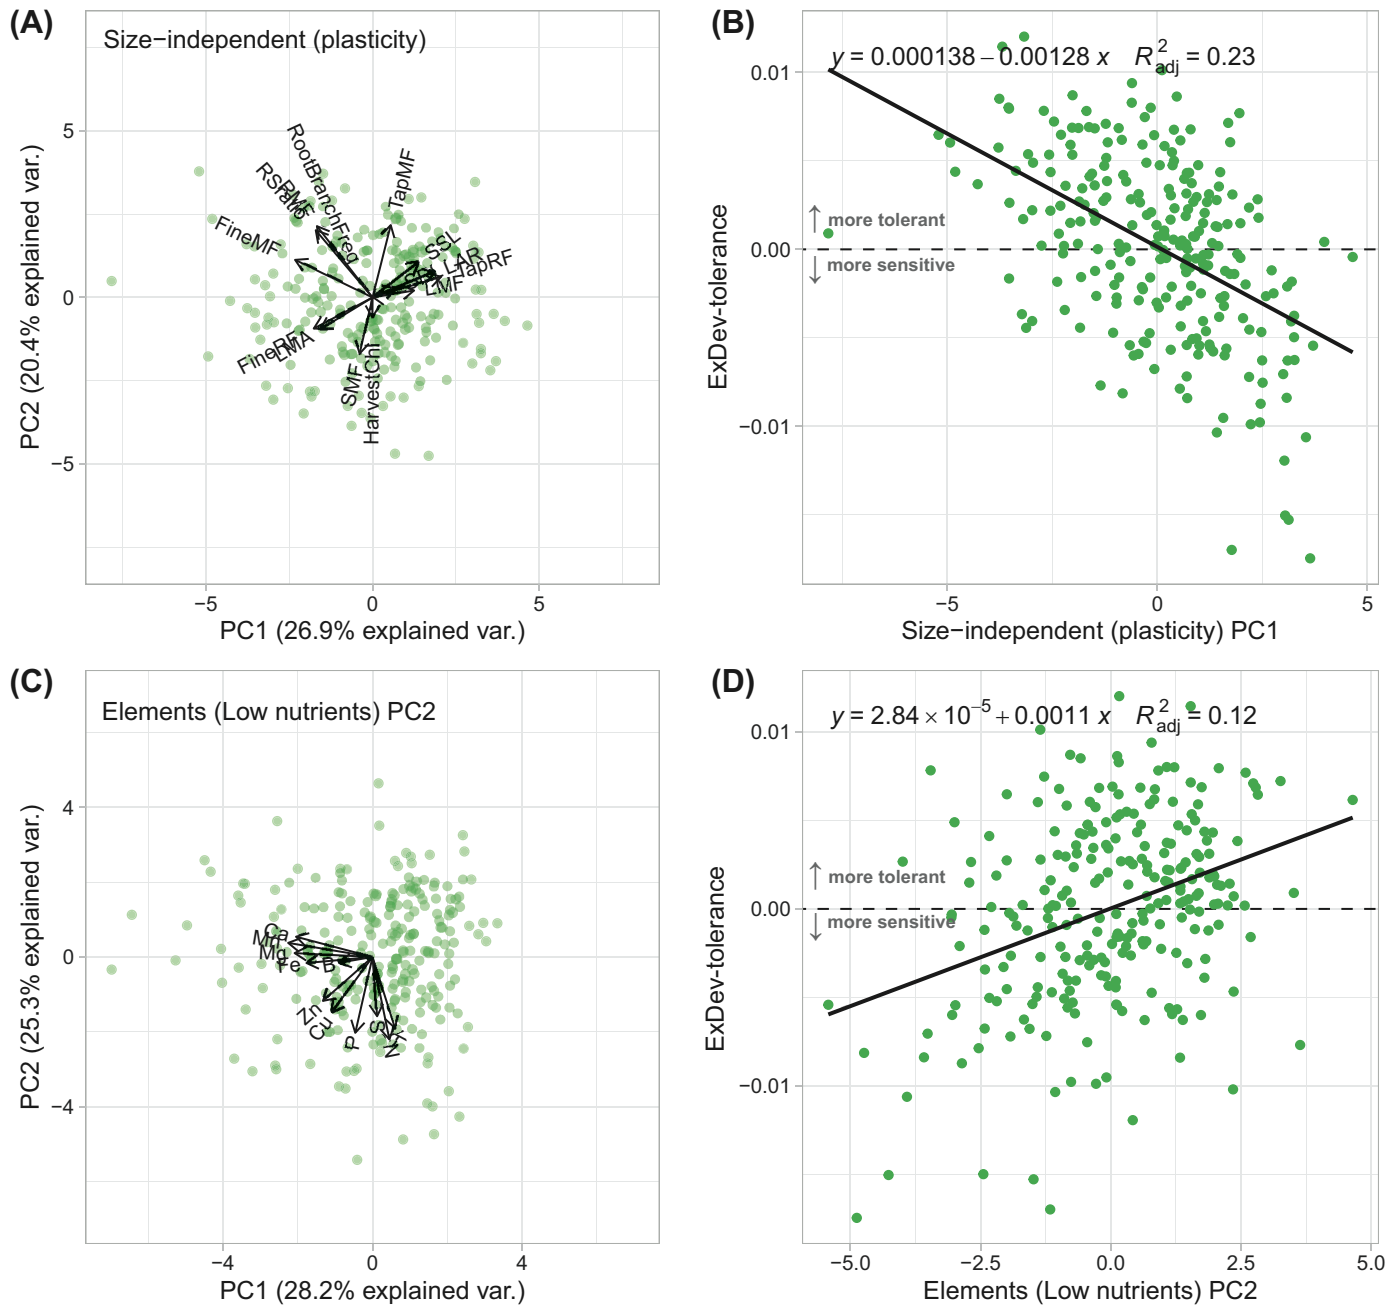 (A)
Size−independent (plasticity)
PC2 (20.4% explained var.)
5
0
−5
RootBranchFreq
RSratio
RMF
FineMF
TapMF
SSL
LAR
TapRF
LMF
FineRF
LMA
SMF
HarvestChl
−5
0
5
PC1 (26.9% explained var.)
(B)
y = 0.000138 − 0.00128 x R²adj = 0.23
ExDev−tolerance
0.01
0.00
−0.01
↑ more tolerant
↓ more sensitive
−5
0
5
Size−independent (plasticity) PC1
(C)
Elements (Low nutrients) PC2
PC2 (25.3% explained var.)
4
0
−4
Ca
Mn
Mg
Fe
B
Zn
Cu
P
S
N
K
−4
0
4
PC1 (28.2% explained var.)
(D)
y = 2.84 × 10⁻⁵ + 0.0011 x R²adj = 0.12
ExDev−tolerance
0.01
0.00
−0.01
↑ more tolerant
↓ more sensitive
−5.0
−2.5
0.0
2.5
5.0
Elements (Low nutrients) PC2